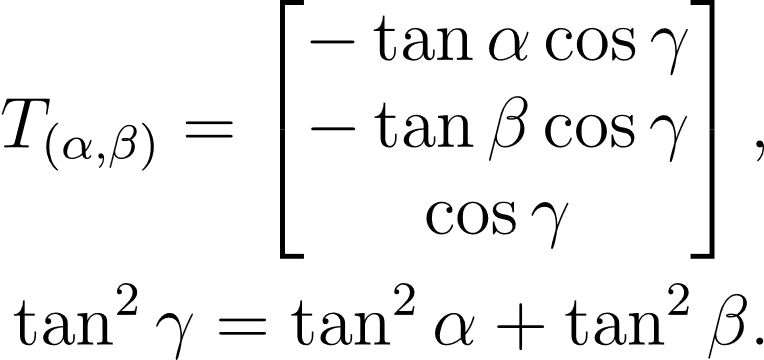 T_{(\alpha,\beta)} = \begin{bmatrix} -\tan\alpha\cos\gamma \\ -\tan\beta\cos\gamma \\ \cos\gamma \end{bmatrix},
\tan^2\gamma = \tan^2\alpha + \tan^2\beta.